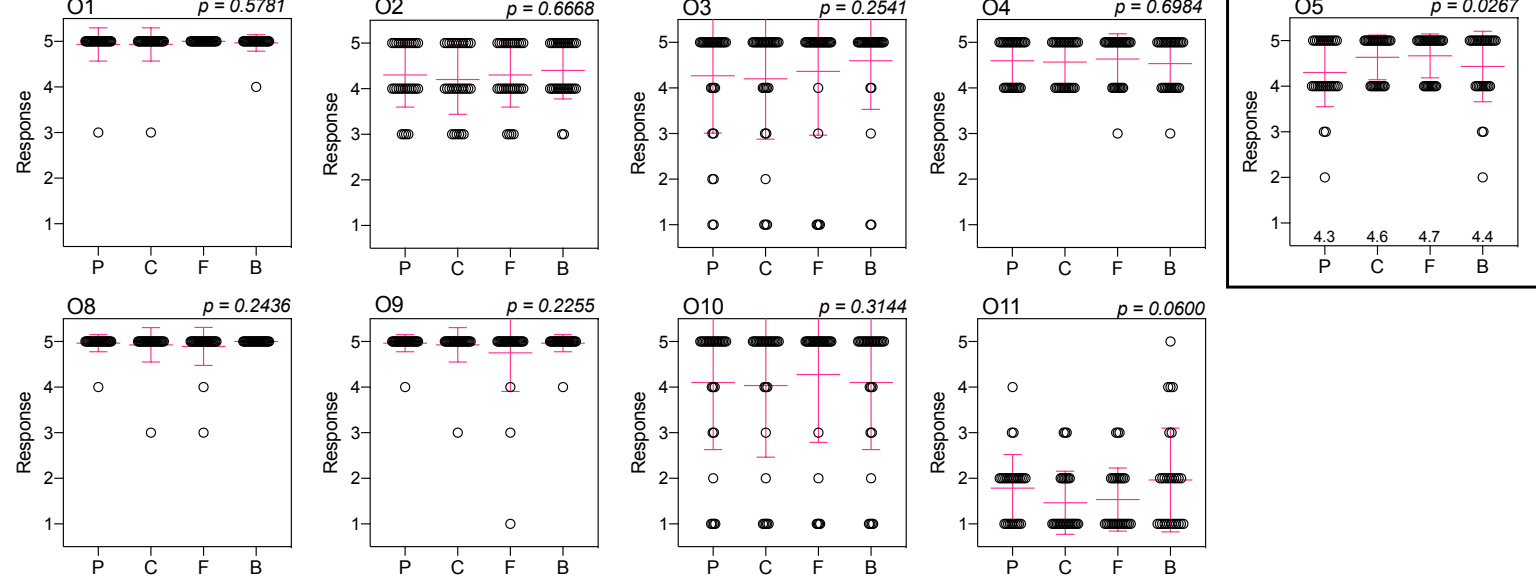 O1 p = 0.5781
Response
5
4
3
2
1
P C F B
O2 p = 0.6668
Response
5
4
3
2
1
P C F B
O3 p = 0.2541
Response
5
4
3
2
1
P C F B
O4 p = 0.6984
Response
5
4
3
2
1
P C F B
O5 p = 0.0267
Response
5
4
3
2
1
4.3 4.6 4.7 4.4
P C F B
O8 p = 0.2436
Response
5
4
3
2
1
P C F B
O9 p = 0.2255
Response
5
4
3
2
1
P C F B
O10 p = 0.3144
Response
5
4
3
2
1
P C F B
O11 p = 0.0600
Response
5
4
3
2
1
P C F B